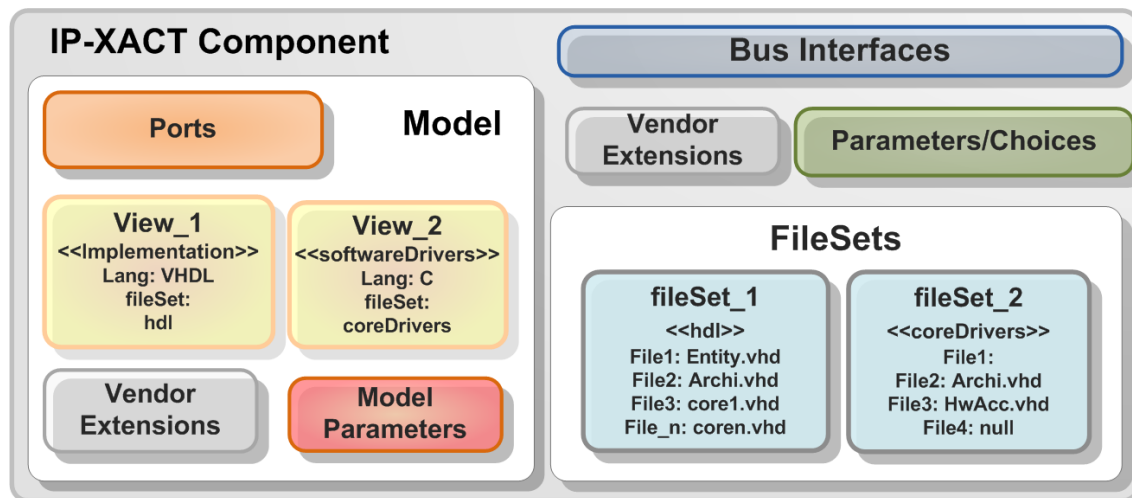 IP-XACT Component
Ports
Model
View_1
<<Implementation>>
Lang: VHDL
fileSet:
hdl
View_2
<<softwareDrivers>>
Lang: C
fileSet:
coreDrivers
Vendor
Extensions
Model
Parameters
Bus Interfaces
Vendor
Extensions
Parameters/Choices
FileSets
fileSet_1
<<hdl>>
File1: Entity.vhd
File2: Archi.vhd
File3: core1.vhd
File_n: coren.vhd
fileSet_2
<<coreDrivers>>
File1:
File2: Archi.vhd
File3: HwAcc.vhd
File4: null